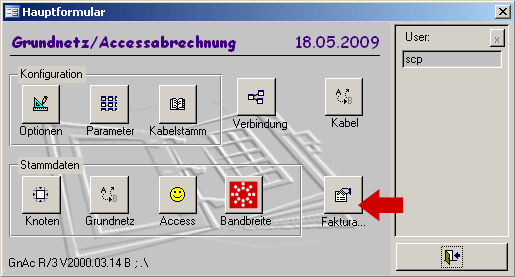 Hauptformular
Grundnetz/Accessabrechnung 18.05.2009
User: x
scp
Konfiguration
Optionen Parameter Kabelstamm Verbindung Kabel
Stammdaten
Knoten Grundnetz Access Bandbreite Faktura...
GnAc R/3 V2000.03.14 B ; .\